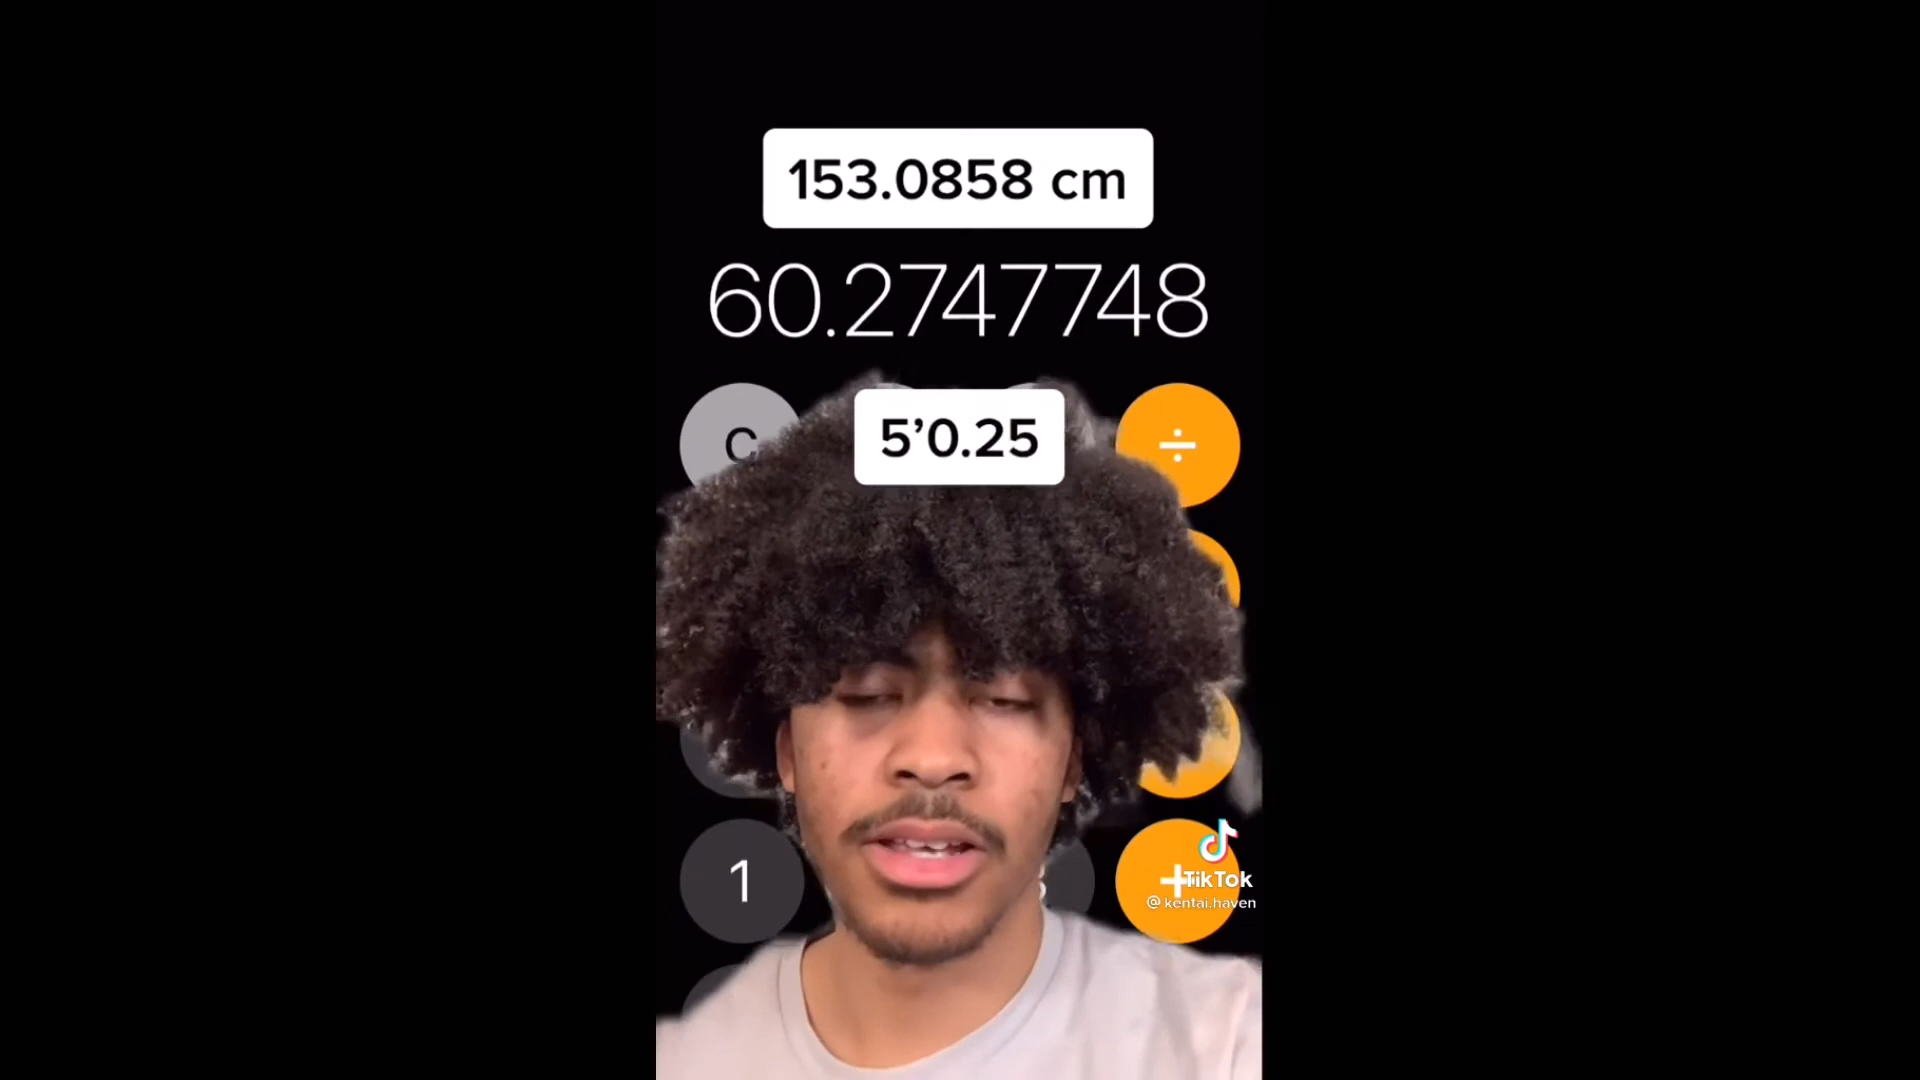 153.0858 cm
60.2747748
C
5’0.25
÷
1
+
TikTok
@kentai.haven